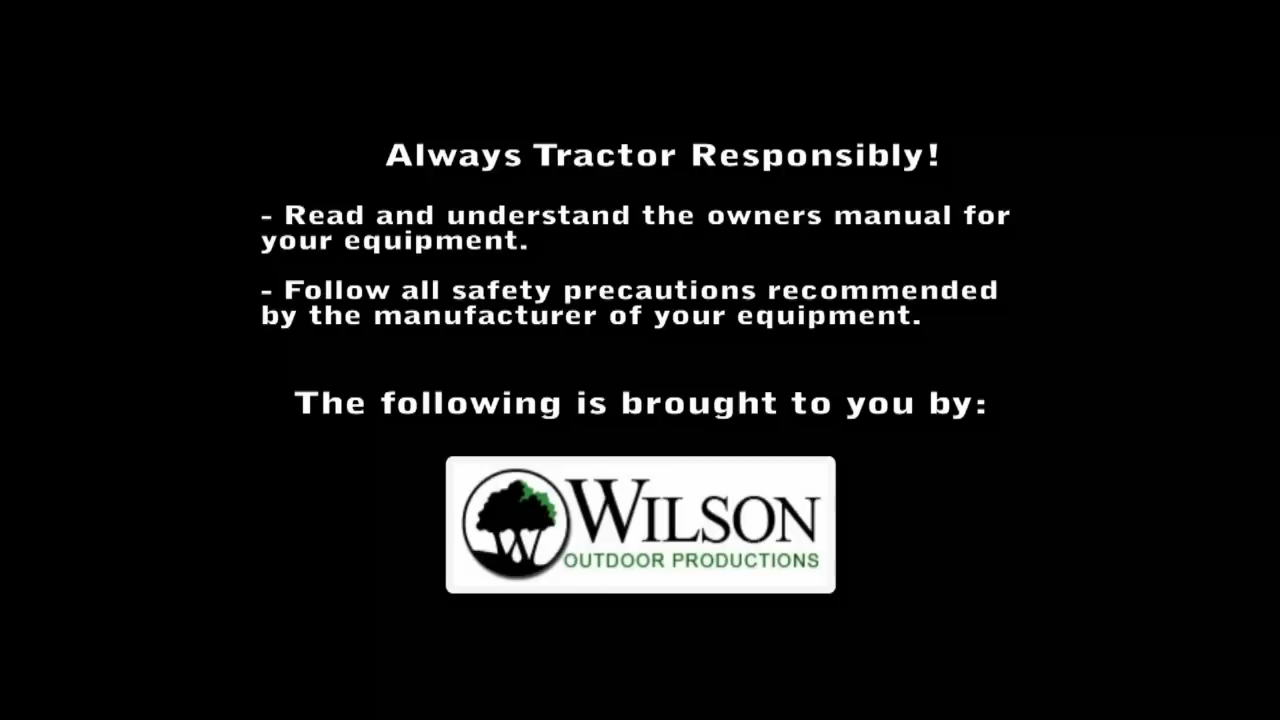 Always Tractor Responsibly!
- Read and understand the owners manual for
your equipment.
- Follow all safety precautions recommended
by the manufacturer of your equipment.
The following is brought to you by:
W
WILSON
OUTDOOR PRODUCTIONS